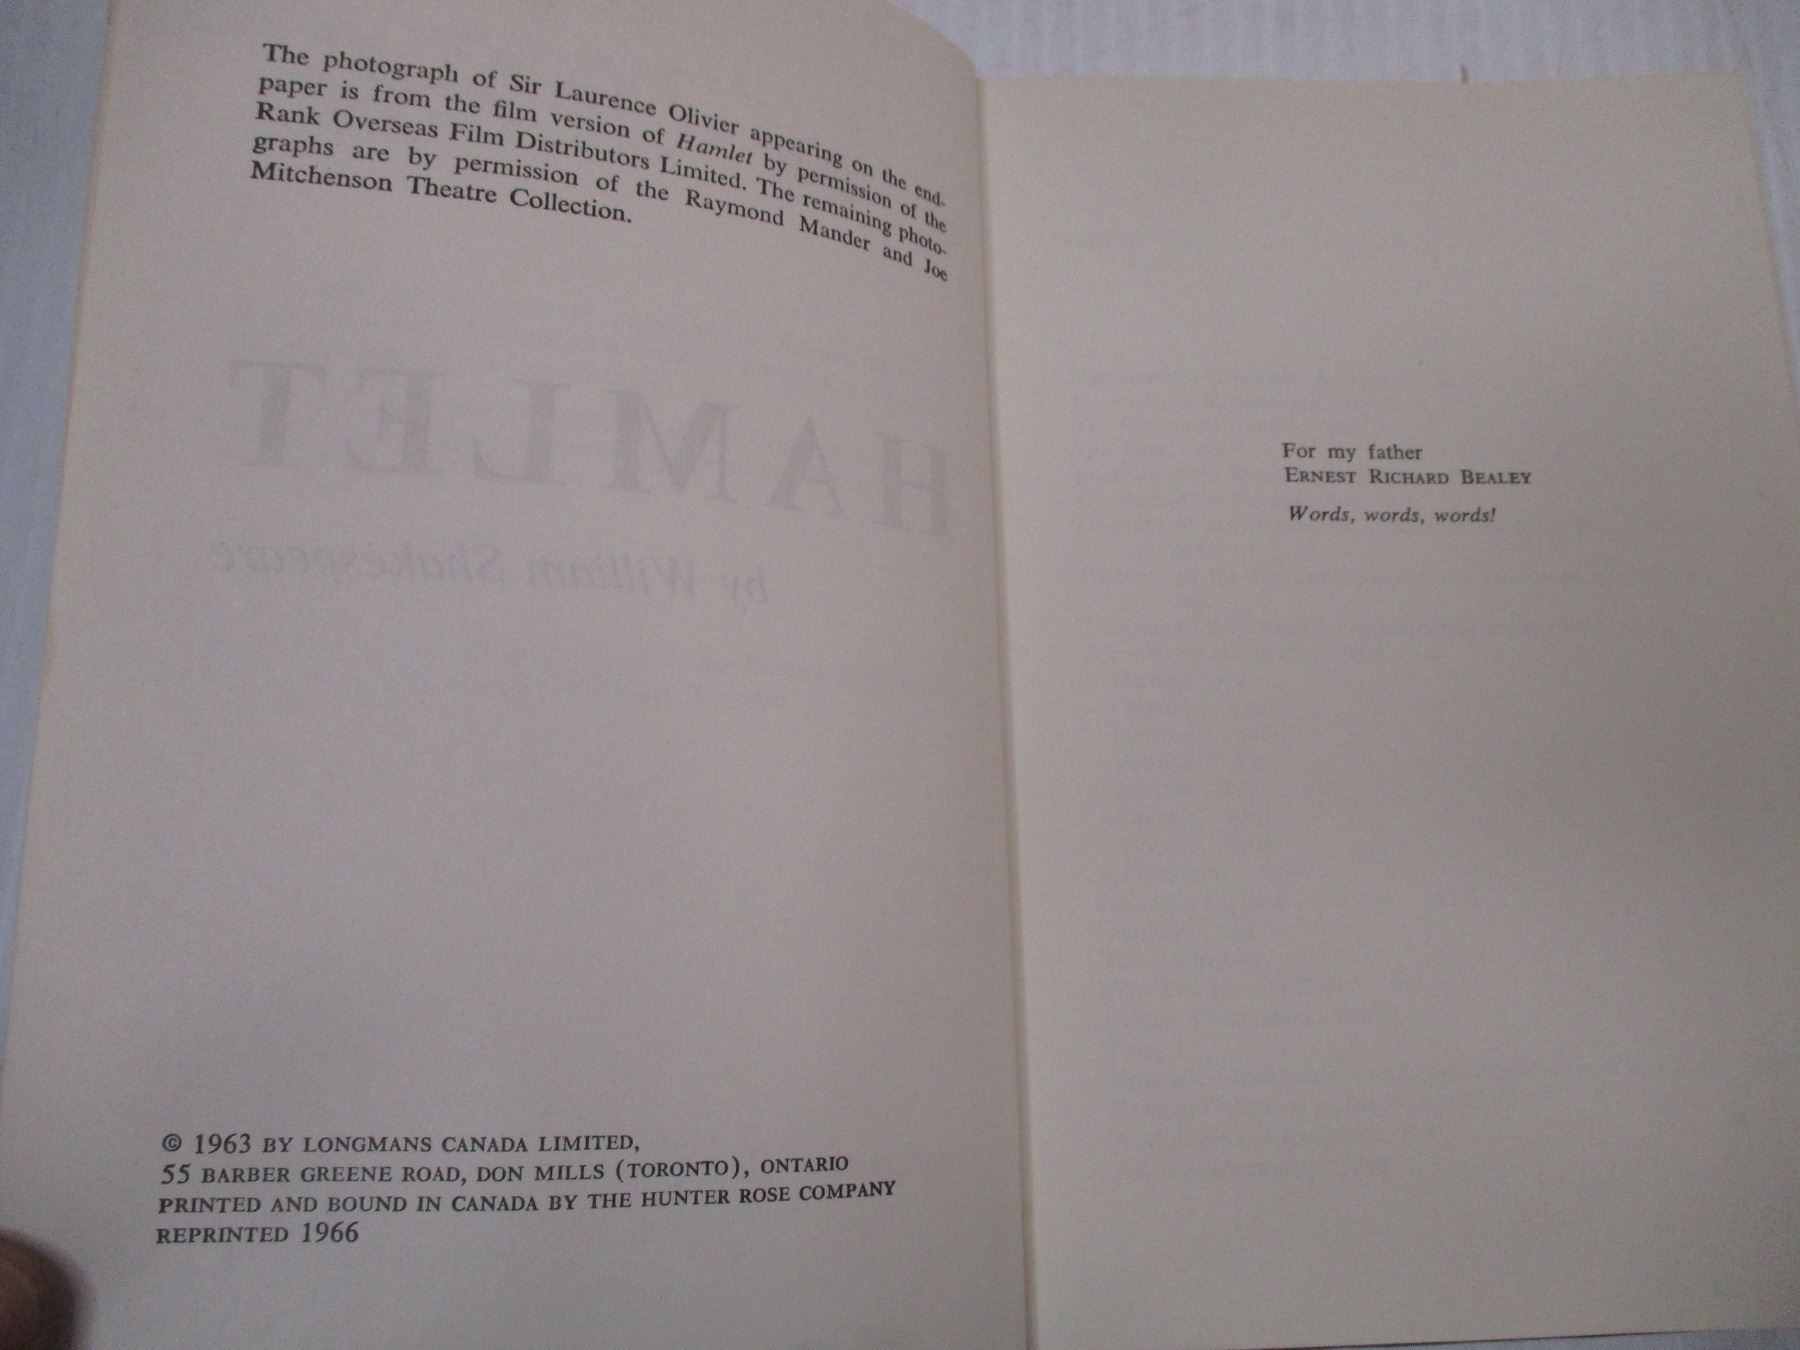 The photograph of Sir Laurence Olivier appearing on the end-
paper is from the film version of Hamlet by permission of the
Rank Overseas Film Distributors Limited. The remaining photo-
graphs are by permission of the Raymond Mander and Joe
Mitchenson Theatre Collection.
HAMLET
by William Shakespeare
© 1963 BY LONGMANS CANADA LIMITED,
55 BARBER GREENE ROAD, DON MILLS (TORONTO), ONTARIO
PRINTED AND BOUND IN CANADA BY THE HUNTER ROSE COMPANY
REPRINTED 1966
For my father
ERNEST RICHARD BEALEY
Words, words, words!